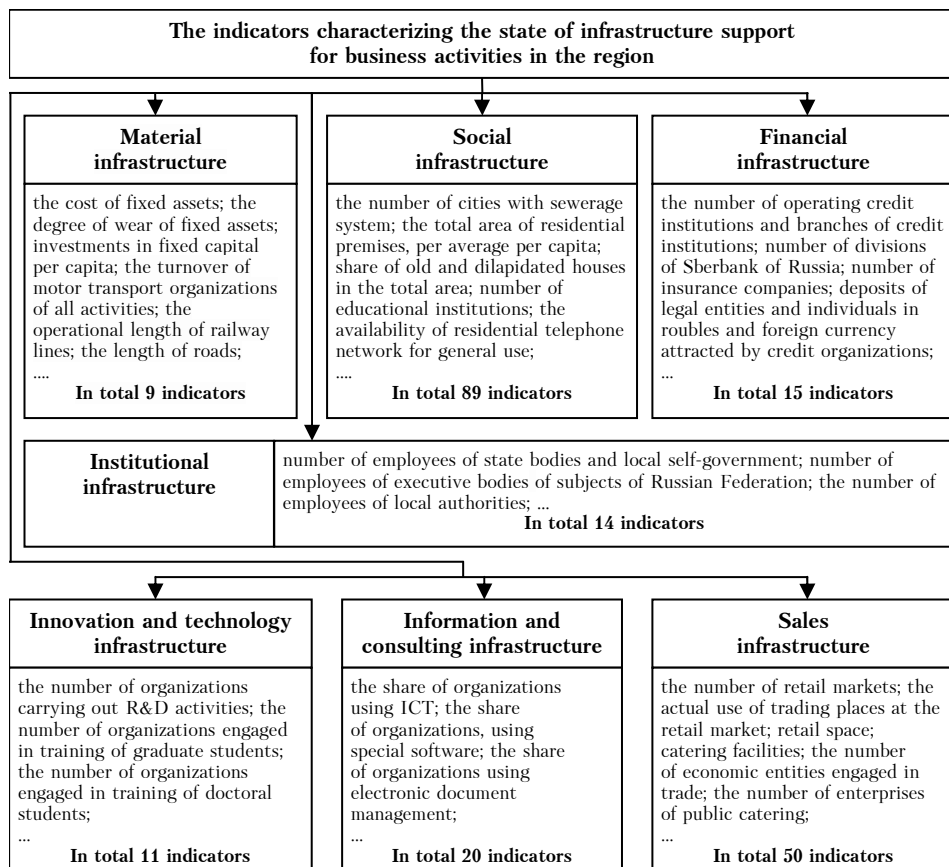 The indicators characterizing the state of infrastructure support
for business activities in the region
Material
infrastructure
the cost of fixed assets; the
degree of wear of fixed assets;
investments in fixed capital
per capita; the turnover of
motor transport organizations
of all activities; the
operational length of railway
lines; the length of roads;
....
In total 9 indicators
Social
infrastructure
the number of cities with sewerage
system; the total area of residential
premises, per average per capita;
share of old and dilapidated houses
in the total area; number of
educational institutions; the
availability of residential telephone
network for general use;
....
In total 89 indicators
Financial
infrastructure
the number of operating credit
institutions and branches of credit
institutions; number of divisions
of Sberbank of Russia; number of
insurance companies; deposits of
legal entities and individuals in
roubles and foreign currency
attracted by credit organizations;
...
In total 15 indicators
Institutional
infrastructure
number of employees of state bodies and local self-government; number of
employees of executive bodies of subjects of Russian Federation; the number of
employees of local authorities; ...
In total 14 indicators
Innovation and technology
infrastructure
the number of organizations
carrying out R&D activities; the
number of organizations engaged
in training of graduate students;
the number of organizations
engaged in training of doctoral
students;
...
In total 11 indicators
Information and
consulting infrastructure
the share of organizations
using ICT; the share
of organizations, using
special software; the share
of organizations using
electronic document
management;
...
In total 20 indicators
Sales
infrastructure
the number of retail markets; the
actual use of trading places at the
retail market; retail space;
catering facilities; the number
of economic entities engaged in
trade; the number of enterprises
of public catering;
...
In total 50 indicators